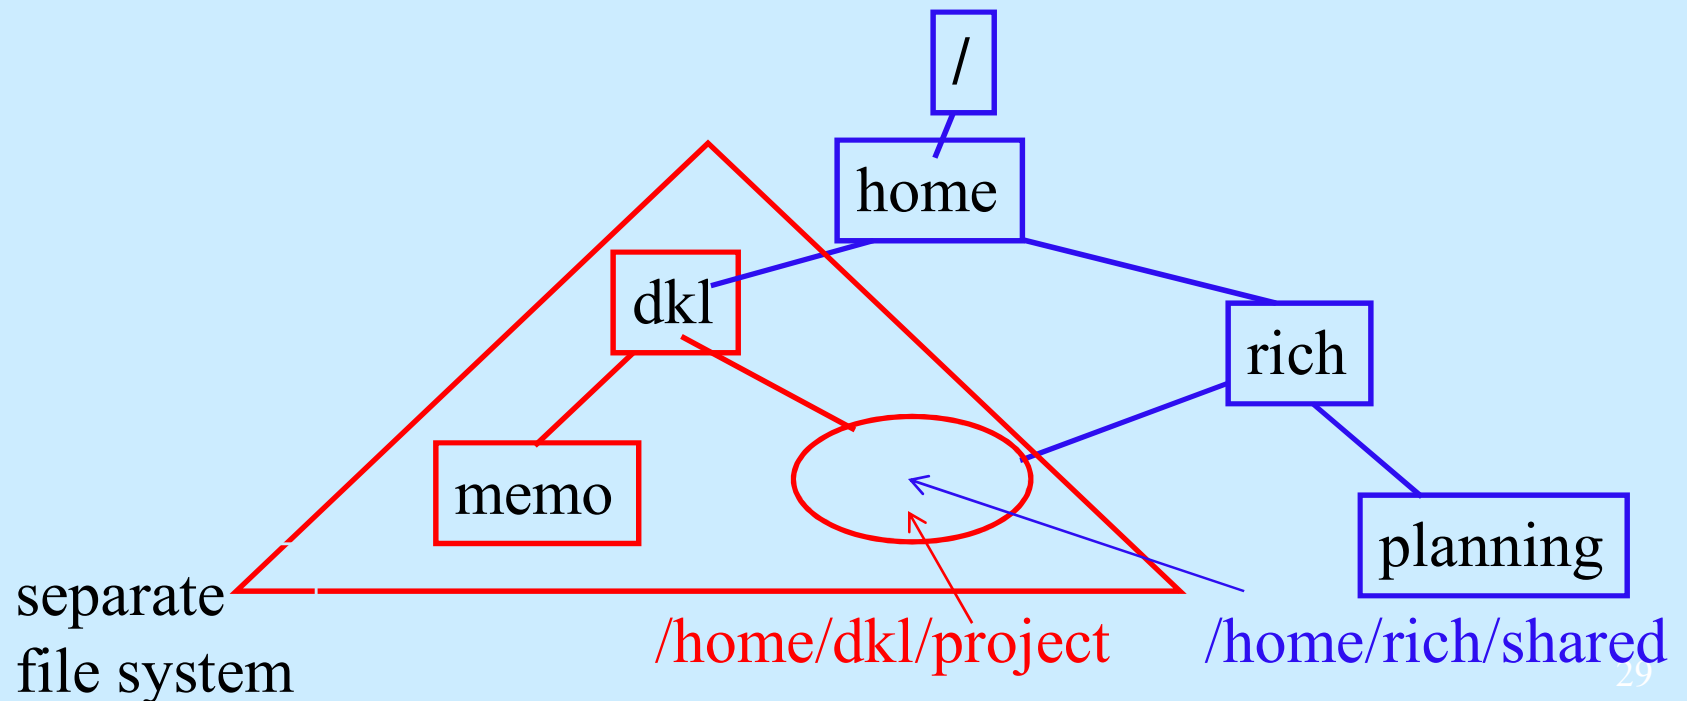 /
home
dkl
rich
memo
planning
separate
file system
/home/dkl/project
/home/rich/shared
29